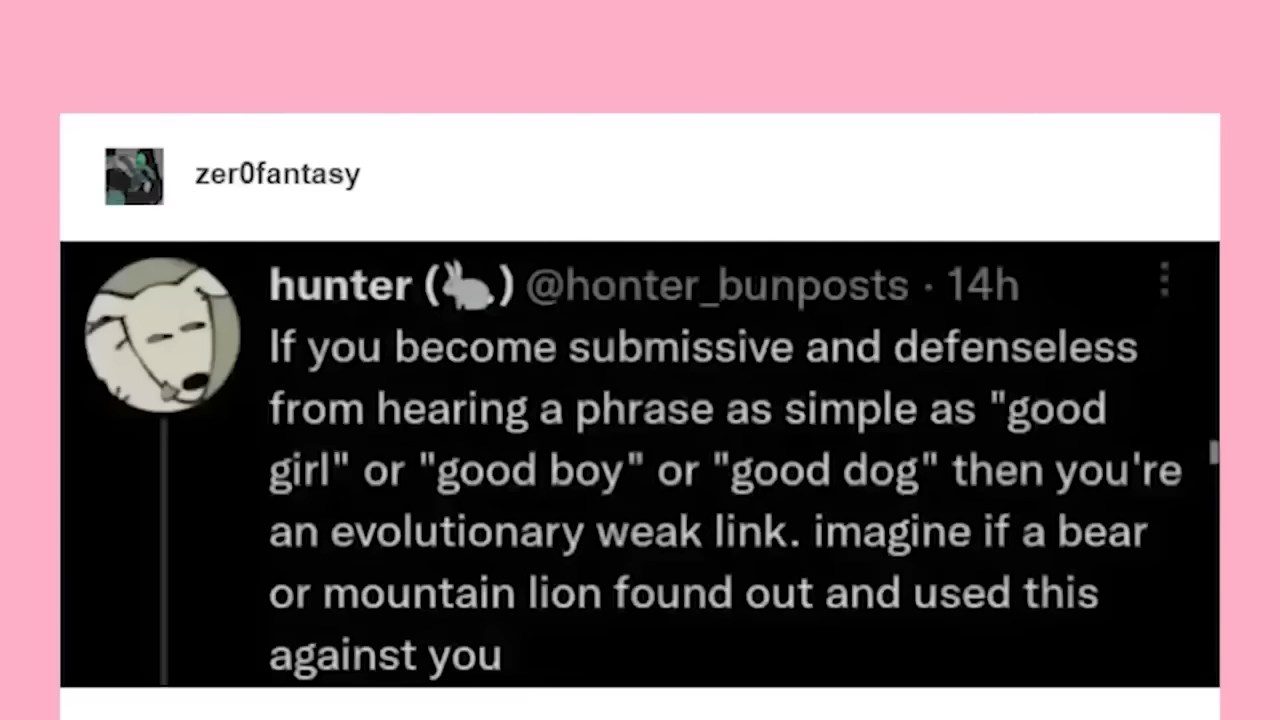 zer0fantasy
hunter (🐇) @honter_bunposts · 14h
If you become submissive and defenseless
from hearing a phrase as simple as "good
girl" or "good boy" or "good dog" then you're
an evolutionary weak link. imagine if a bear
or mountain lion found out and used this
against you